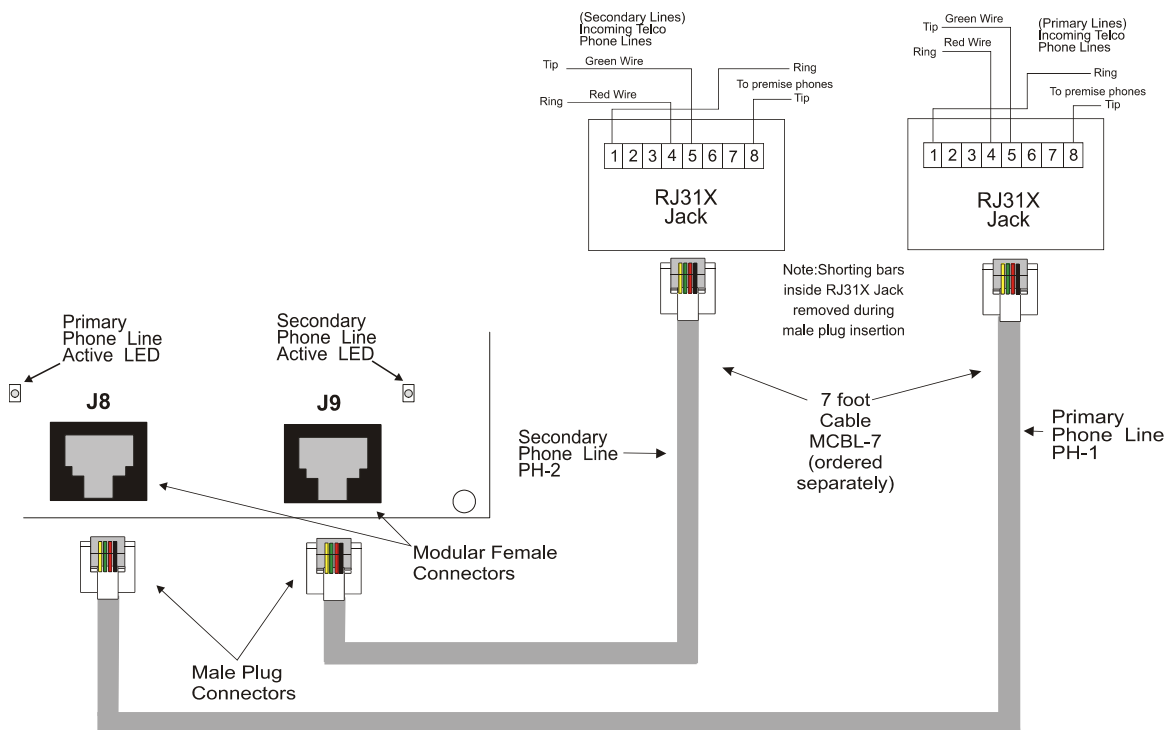 (Secondary Lines)
Incoming Telco
Phone Lines
Tip
Green Wire
Ring
Red Wire
Ring
To premise phones
Tip
1 2 3 4 5 6 7 8
RJ31X
Jack
Green Wire
Tip
Red Wire
Ring
(Primary Lines)
Incoming Telco
Phone Lines
Ring
To premise phones
Tip
1 2 3 4 5 6 7 8
RJ31X
Jack
Note:Shorting bars
inside RJ31X Jack
removed during
male plug insertion
Primary
Phone Line
Active LED
Secondary
Phone Line
Active LED
J8
J9
Secondary
Phone Line
PH-2
7 foot
Cable
MCBL-7
(ordered
separately)
Primary
Phone Line
PH-1
Modular Female
Connectors
Male Plug
Connectors